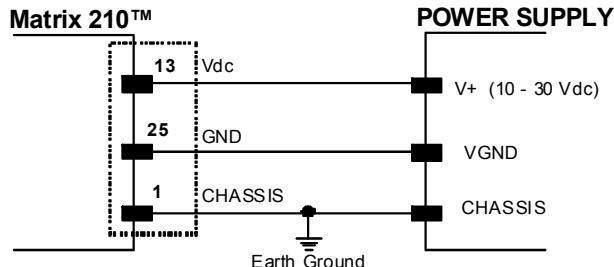 Matrix 210™ POWER SUPPLY
13 Vdc V+ (10 - 30 Vdc)
25 GND VGND
1 CHASSIS CHASSIS
Earth Ground